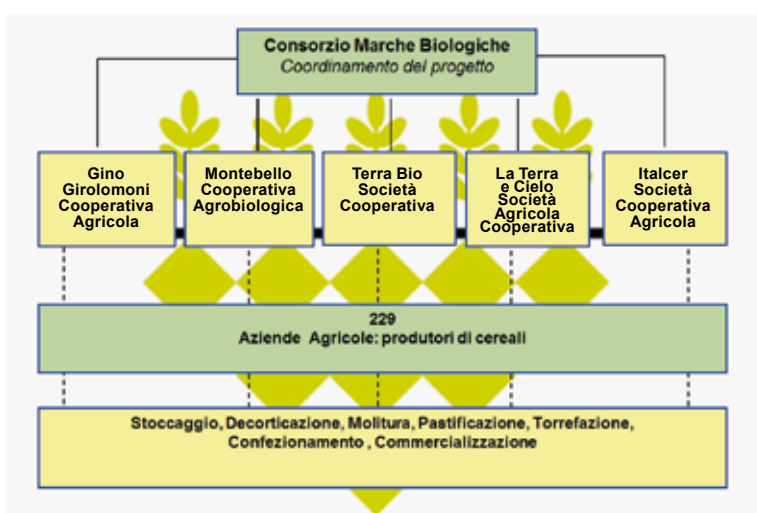 Consorzio Marche Biologiche
Coordinamento del progetto
Gino
Girolomoni
Cooperativa
Agricola
Montebello
Cooperativa
Agrobiologica
Terra Bio
Società
Cooperativa
La Terra
e Cielo
Società
Agricola
Cooperativa
Italcer
Società
Cooperativa
Agricola
229
Aziende Agricole: produtori di cereali
Stoccaggio, Decorticazione, Molitura, Pastificazione, Torrefazione,
Confezionamento , Commercializzazione